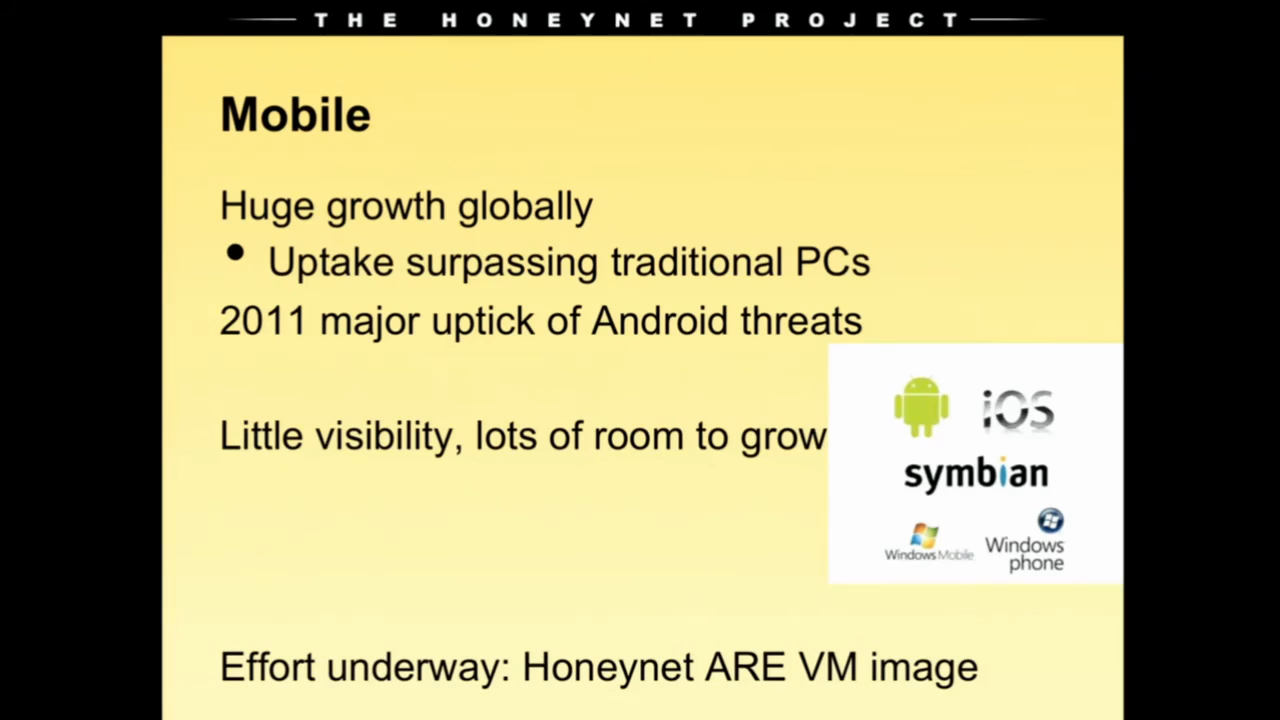 THE HONEYNET PROJECT
Mobile
Huge growth globally
• Uptake surpassing traditional PCs
2011 major uptick of Android threats
Little visibility, lots of room to grow
iOS
symbian
Windows Mobile
Windows
phone
Effort underway: Honeynet ARE VM image